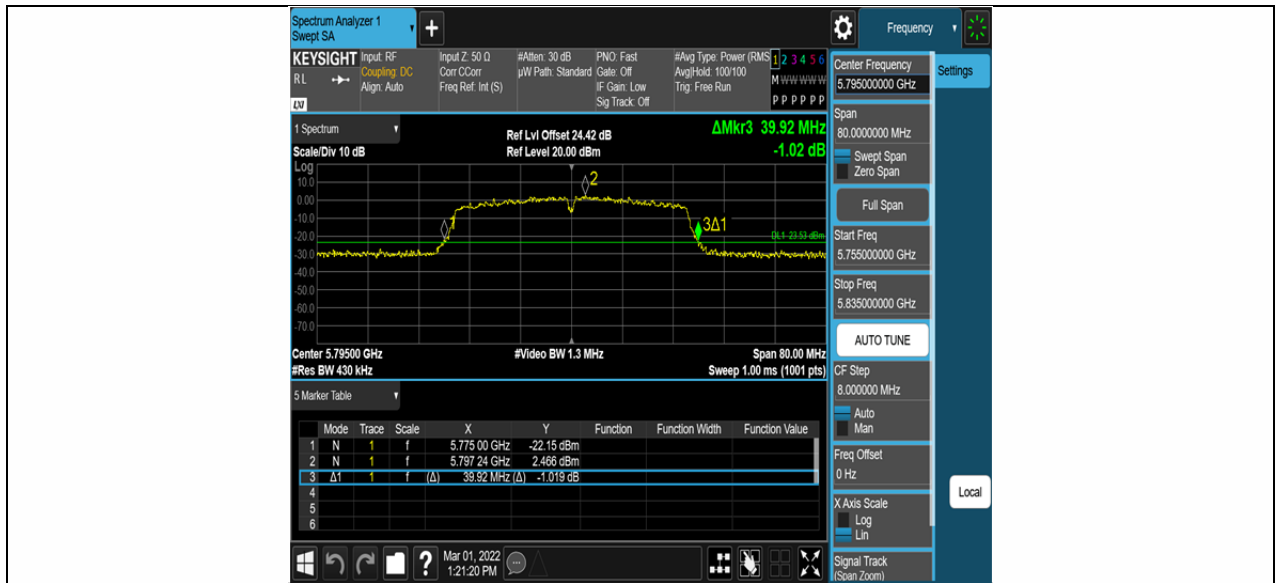 Spectrum Analyzer 1
Swept SA
+
Frequency
KEYSIGHT
RL
LXI
Input: RF
Coupling: DC
Align: Auto
Input Z: 50 Ω
Corr CCorr
Freq Ref: Int (S)
#Atten: 30 dB
µW Path: Standard
PNO: Fast
Gate: Off
IF Gain: Low
Sig Track: Off
#Avg Type: Power (RMS
Avg|Hold: 100/100
Trig: Free Run
1 2 3 4 5 6
M W W W W W
P P P P P P
Center Frequency
5.795000000 GHz
Settings
Span
80.0000000 MHz
Swept Span
Zero Span
Full Span
Start Freq
5.755000000 GHz
Stop Freq
5.835000000 GHz
AUTO TUNE
CF Step
8.000000 MHz
Auto
Man
Freq Offset
0 Hz
X Axis Scale
Log
Lin
Signal Track
(Span Zoom)
Local
1 Spectrum
Scale/Div 10 dB
Ref Lvl Offset 24.42 dB
Ref Level 20.00 dBm
ΔMkr3 39.92 MHz
-1.02 dB
Log
10.0
0.00
-10.0
-20.0
-30.0
-40.0
-50.0
-60.0
-70.0
2
3Δ1
DL1 -23.53 dBm
Center 5.79500 GHz
#Video BW 1.3 MHz
Span 80.00 MHz
#Res BW 430 kHz
Sweep 1.00 ms (1001 pts)
5 Marker Table
Mode Trace Scale X Y Function Function Width Function Value
1 N 1 f 5.775 00 GHz -22.15 dBm
2 N 1 f 5.797 24 GHz 2.466 dBm
3 Δ1 1 f (Δ) 39.92 MHz (Δ) -1.019 dB
4
5
6
?
Mar 01, 2022
1:21:20 PM